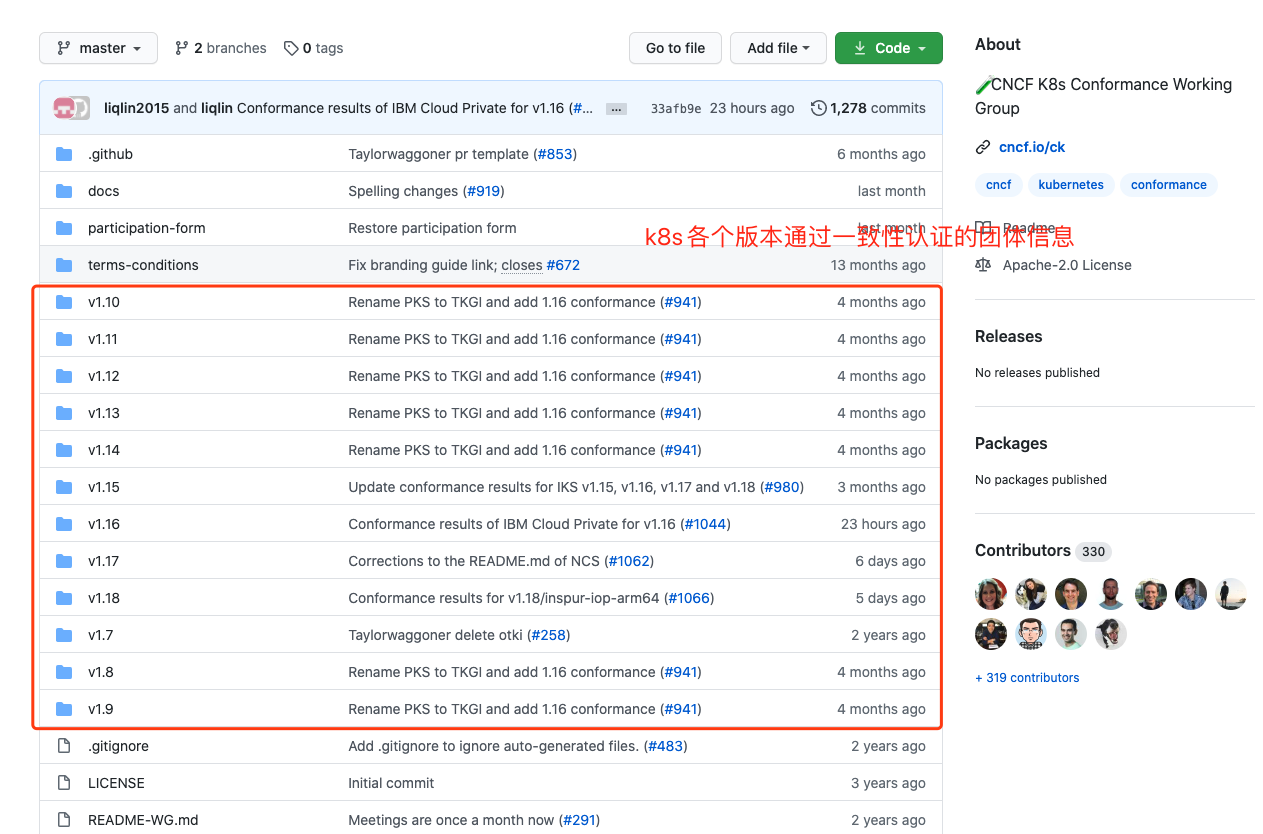 master 2 branches 0 tags Go to file Add file Code
liqlin2015 and liqlin Conformance results of IBM Cloud Private for v1.16 (#... ... 33afb9e 23 hours ago 1,278 commits
.github Taylorwaggoner pr template (#853) 6 months ago
docs Spelling changes (#919) last month
participation-form Restore participation form last month
k8s各个版本通过一致性认证的团体信息
terms-conditions Fix branding guide link; closes #672 13 months ago
v1.10 Rename PKS to TKGI and add 1.16 conformance (#941) 4 months ago
v1.11 Rename PKS to TKGI and add 1.16 conformance (#941) 4 months ago
v1.12 Rename PKS to TKGI and add 1.16 conformance (#941) 4 months ago
v1.13 Rename PKS to TKGI and add 1.16 conformance (#941) 4 months ago
v1.14 Rename PKS to TKGI and add 1.16 conformance (#941) 4 months ago
v1.15 Update conformance results for IKS v1.15, v1.16, v1.17 and v1.18 (#980) 3 months ago
v1.16 Conformance results of IBM Cloud Private for v1.16 (#1044) 23 hours ago
v1.17 Corrections to the README.md of NCS (#1062) 6 days ago
v1.18 Conformance results for v1.18/inspur-iop-arm64 (#1066) 5 days ago
v1.7 Taylorwaggoner delete otki (#258) 2 years ago
v1.8 Rename PKS to TKGI and add 1.16 conformance (#941) 4 months ago
v1.9 Rename PKS to TKGI and add 1.16 conformance (#941) 4 months ago
.gitignore Add .gitignore to ignore auto-generated files. (#483) 2 years ago
LICENSE Initial commit 3 years ago
README-WG.md Meetings are once a month now (#291) 2 years ago
About
CNCF K8s Conformance Working
Group
cncf.io/ck
cncf kubernetes conformance
Readme
Apache-2.0 License
Releases
No releases published
Packages
No packages published
Contributors 330
+ 319 contributors